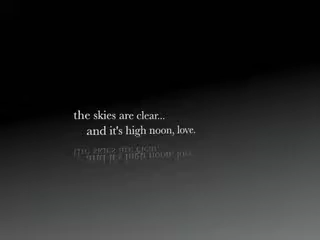 the skies are clear...
and it's high noon, love.